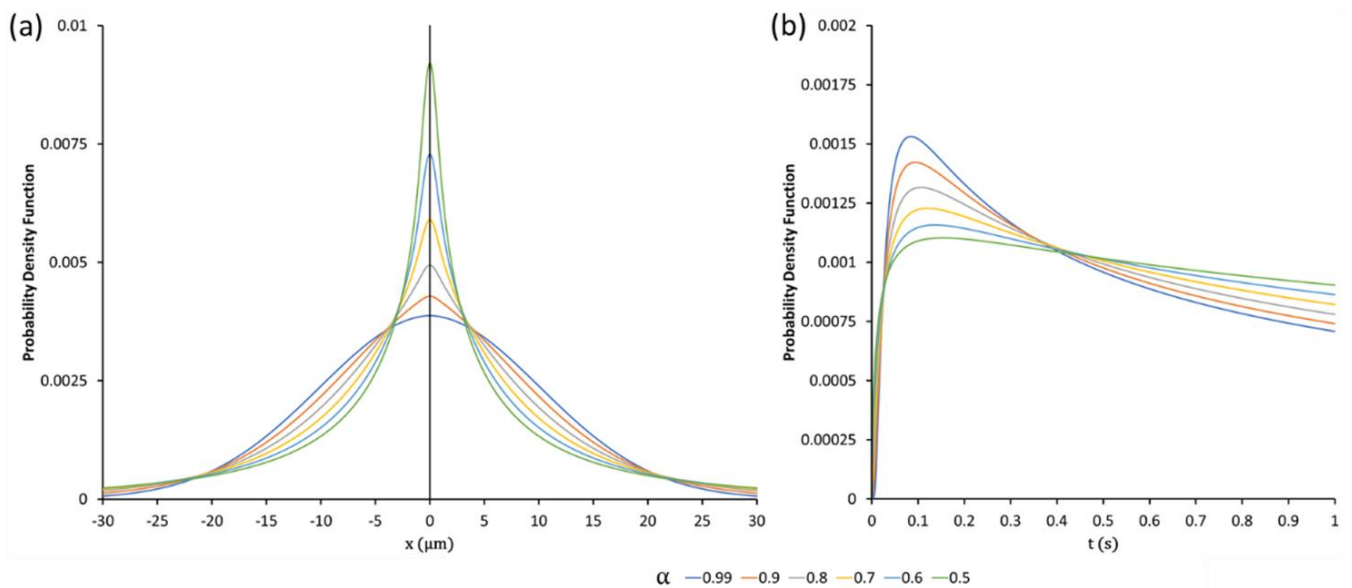 (a)
0.01
0.0075
0.005
0.0025
0
Probability Density Function
-30 -25 -20 -15 -10 -5 0 5 10 15 20 25 30
x (μm)
(b)
0.002
0.00175
0.0015
0.00125
0.001
0.00075
0.0005
0.00025
0
Probability Density Function
0 0.1 0.2 0.3 0.4 0.5 0.6 0.7 0.8 0.9 1
t (s)
α 0.99 0.9 0.8 0.7 0.6 0.5